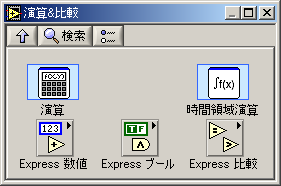 演算&比較
検索
f(x,y)
∫f(x)
演算
時間領域演算
123
TF
Express 数値
Express ブール
Express 比較